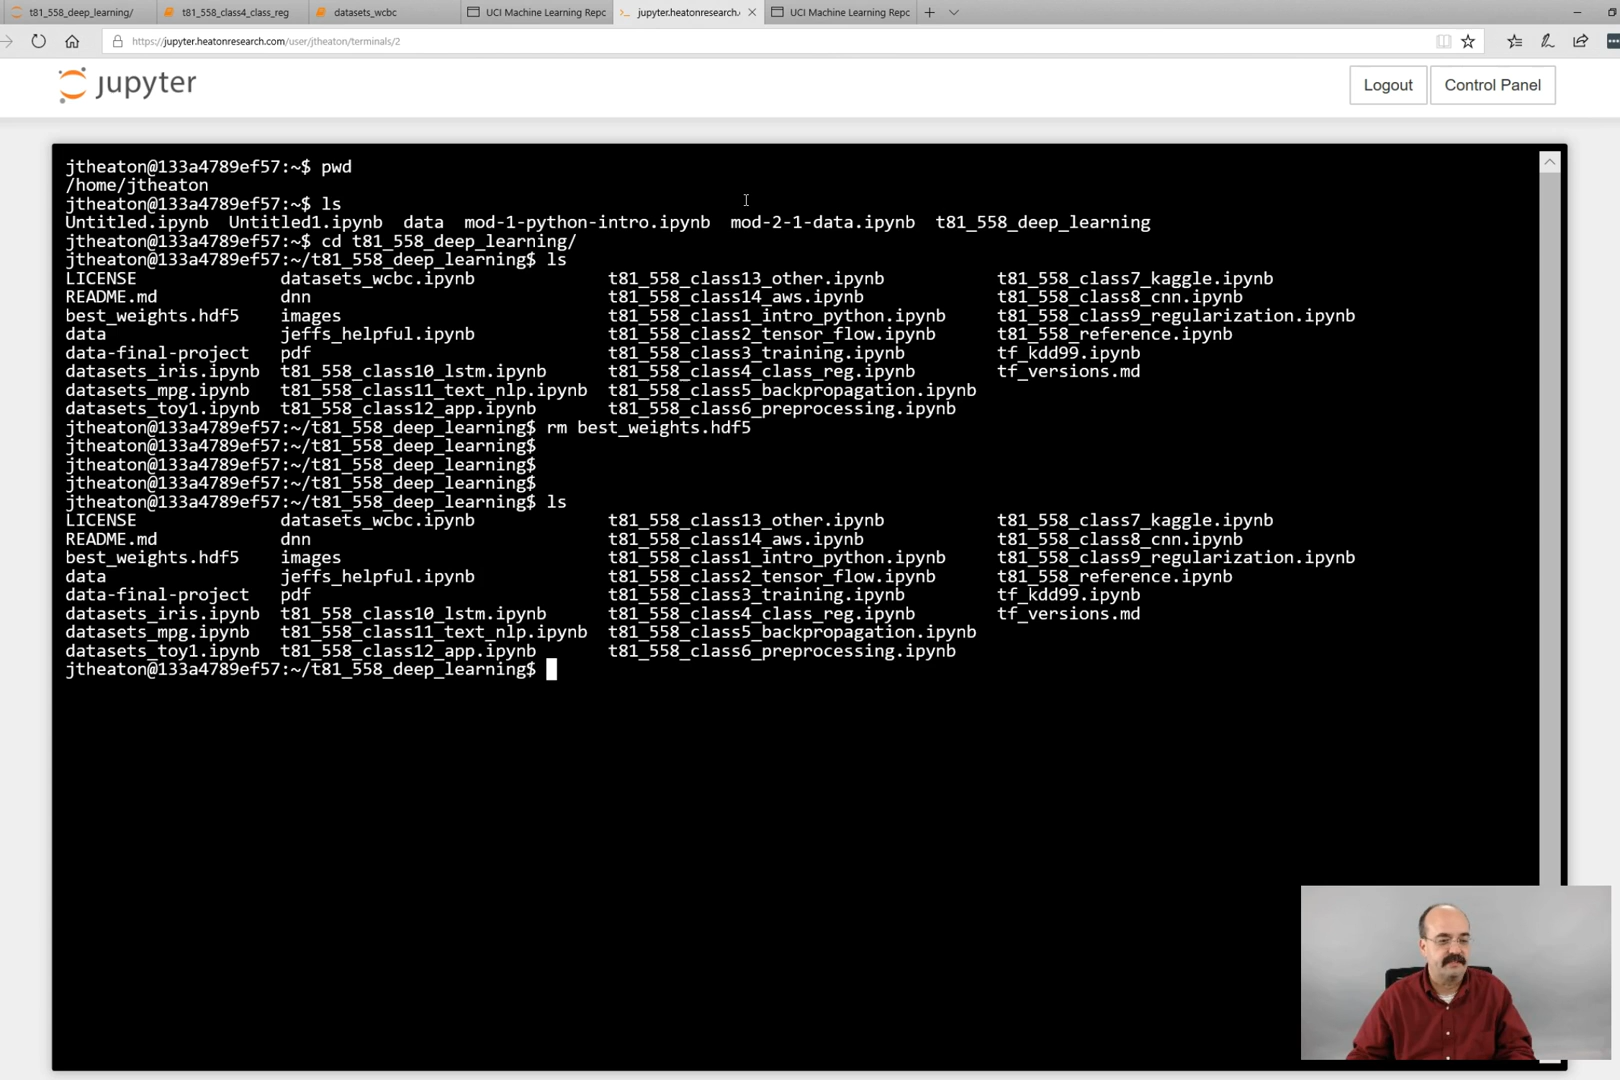 t81_558_deep_learning/ t81_558_class4_class_reg datasets_wcbc UCI Machine Learning Repc jupyter.heatonresearch. UCI Machine Learning Repc
https://jupyter.heatonresearch.com/user/jtheaton/terminals/2
jupyter Logout Control Panel
jtheaton@133a4789ef57:~$ pwd
/home/jtheaton
jtheaton@133a4789ef57:~$ ls
Untitled.ipynb Untitled1.ipynb data mod-1-python-intro.ipynb mod-2-1-data.ipynb t81_558_deep_learning
jtheaton@133a4789ef57:~$ cd t81_558_deep_learning/
jtheaton@133a4789ef57:~/t81_558_deep_learning$ ls
LICENSE datasets_wcbc.ipynb t81_558_class13_other.ipynb t81_558_class7_kaggle.ipynb
README.md dnn t81_558_class14_aws.ipynb t81_558_class8_cnn.ipynb
best_weights.hdf5 images t81_558_class1_intro_python.ipynb t81_558_class9_regularization.ipynb
data jeffs_helpful.ipynb t81_558_class2_tensor_flow.ipynb t81_558_reference.ipynb
data-final-project pdf t81_558_class3_training.ipynb tf_kdd99.ipynb
datasets_iris.ipynb t81_558_class10_lstm.ipynb t81_558_class4_class_reg.ipynb tf_versions.md
datasets_mpg.ipynb t81_558_class11_text_nlp.ipynb t81_558_class5_backpropagation.ipynb
datasets_toy1.ipynb t81_558_class12_app.ipynb t81_558_class6_preprocessing.ipynb
jtheaton@133a4789ef57:~/t81_558_deep_learning$ rm best_weights.hdf5
jtheaton@133a4789ef57:~/t81_558_deep_learning$
jtheaton@133a4789ef57:~/t81_558_deep_learning$
jtheaton@133a4789ef57:~/t81_558_deep_learning$
jtheaton@133a4789ef57:~/t81_558_deep_learning$ ls
LICENSE datasets_wcbc.ipynb t81_558_class13_other.ipynb t81_558_class7_kaggle.ipynb
README.md dnn t81_558_class14_aws.ipynb t81_558_class8_cnn.ipynb
best_weights.hdf5 images t81_558_class1_intro_python.ipynb t81_558_class9_regularization.ipynb
data jeffs_helpful.ipynb t81_558_class2_tensor_flow.ipynb t81_558_reference.ipynb
data-final-project pdf t81_558_class3_training.ipynb tf_kdd99.ipynb
datasets_iris.ipynb t81_558_class10_lstm.ipynb t81_558_class4_class_reg.ipynb tf_versions.md
datasets_mpg.ipynb t81_558_class11_text_nlp.ipynb t81_558_class5_backpropagation.ipynb
datasets_toy1.ipynb t81_558_class12_app.ipynb t81_558_class6_preprocessing.ipynb
jtheaton@133a4789ef57:~/t81_558_deep_learning$